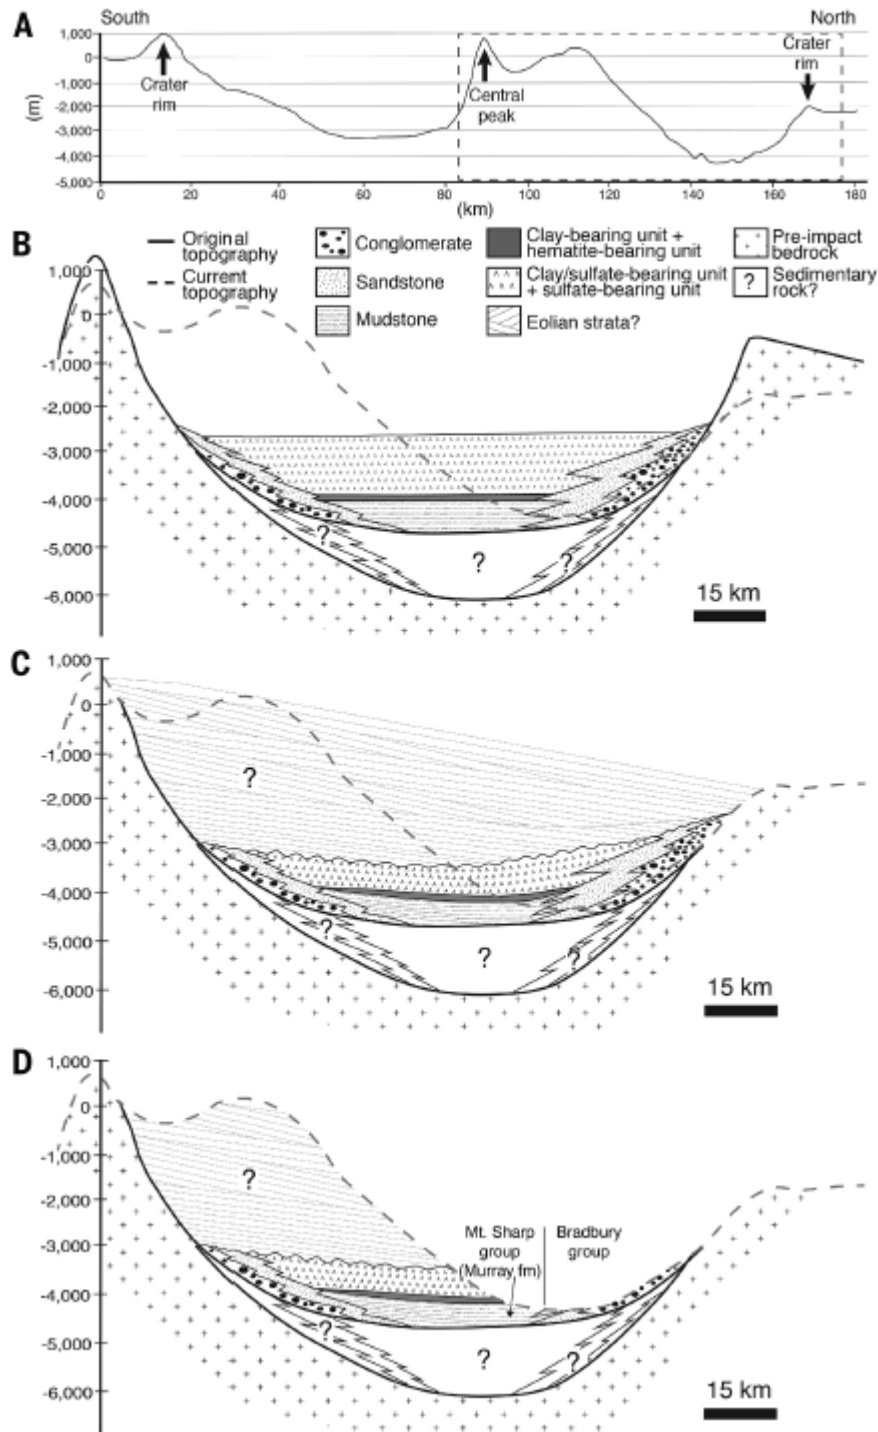 A
South
North
1,000
0
-1,000
-2,000
-3,000
-4,000
-5,000
(m)
Crater
rim
Central
peak
Crater
rim
0 20 40 60 80 100 120 140 160 180
(km)
B
Original
topography
Current
topography
Conglomerate
Sandstone
Mudstone
Clay-bearing unit +
hematite-bearing unit
Clay/sulfate-bearing unit
+ sulfate-bearing unit
Eolian strata?
Pre-impact
bedrock
? Sedimentary
rock?
1,000
0
-1,000
-2,000
-3,000
-4,000
-5,000
-6,000
? ? ?
15 km
C
1,000
0
-1,000
-2,000
-3,000
-4,000
-5,000
-6,000
?
? ? ?
15 km
D
1,000
0
-1,000
-2,000
-3,000
-4,000
-5,000
-6,000
?
Mt. Sharp
group
(Murray fm)
Bradbury
group
? ? ?
15 km